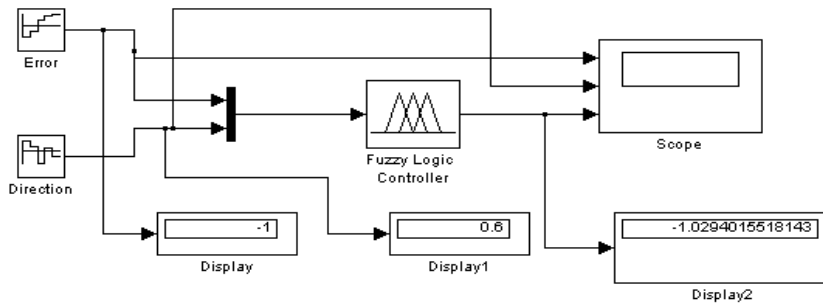 Error
Direction
Fuzzy Logic
Controller
Scope
-1
Display
0.6
Display1
-1.0294015518143
Display2